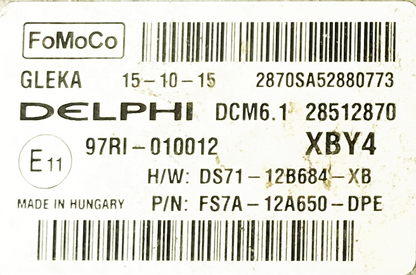 FoMoCo
GLEKA 15-10-15 2870SA52880773
DELPHI DCM6.1 28512870
E11 97RI-010012 XBY4
H/W: DS71-12B684-XB
MADE IN HUNGARY P/N: FS7A-12A650-DPE